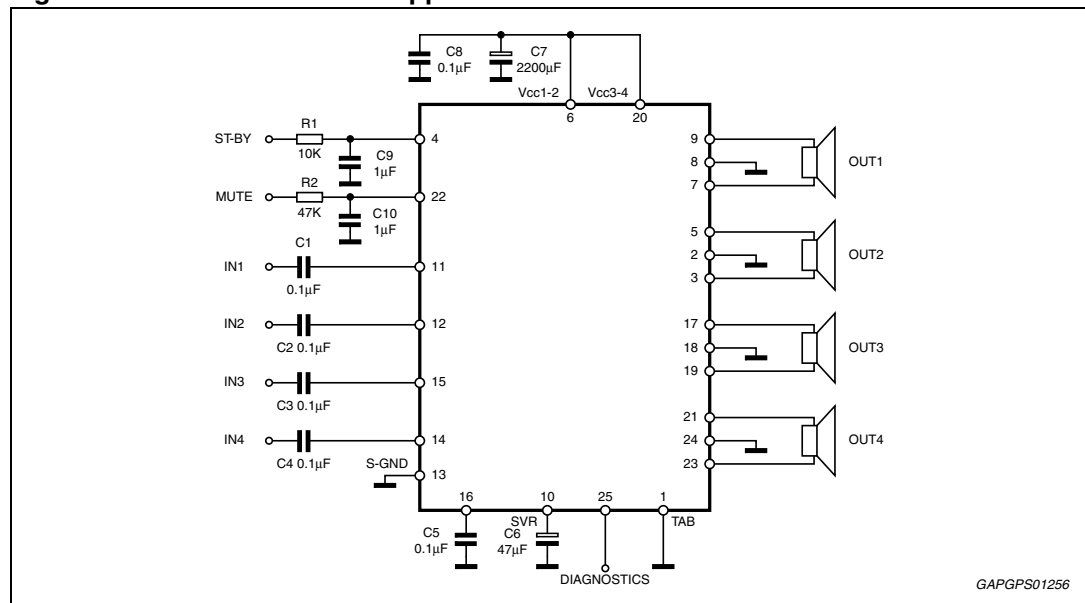 C8
0.1µF
C7
2200µF
Vcc1-2
Vcc3-4
6
20
ST-BY
R1
10K
C9
1µF
4
MUTE
R2
47K
C10
1µF
22
IN1
C1
0.1µF
11
IN2
C2 0.1µF
12
IN3
C3 0.1µF
15
IN4
C4 0.1µF
14
S-GND
13
9
8
7
OUT1
5
2
3
OUT2
17
18
19
OUT3
21
24
23
OUT4
16
10
25
1
SVR
TAB
C5
0.1µF
C6
47µF
DIAGNOSTICS
GAPGPS01256